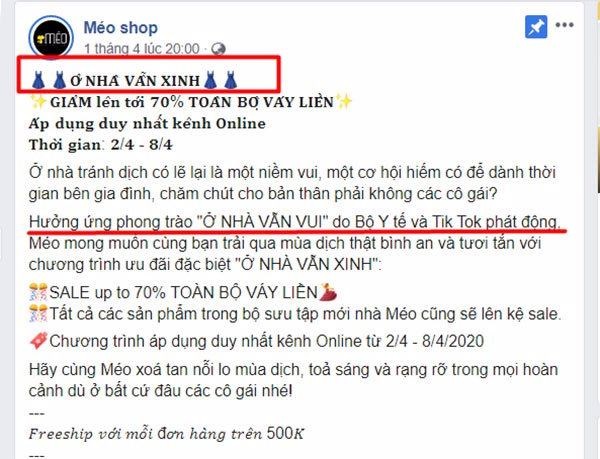 MÉO
Méo shop
1 tháng 4 lúc 20:00 ·
👗👗Ở NHÀ VẪN XINH👗👗
✨GIẢM lên tới 70% TOÀN BỘ VÁY LIỀN✨
Áp dụng duy nhất kênh Online
Thời gian: 2/4 - 8/4
Ở nhà tránh dịch có lẽ lại là một niềm vui, một cơ hội hiếm có để dành thời
gian bên gia đình, chăm chút cho bản thân phải không các cô gái?
Hưởng ứng phong trào "Ở NHÀ VẪN VUI" do Bộ Y tế và Tik Tok phát động,
Méo mong muốn cùng bạn trải qua mùa dịch thật bình an và tươi tắn với
chương trình ưu đãi đặc biệt "Ở NHÀ VẪN XINH":
🎊SALE up to 70% TOÀN BỘ VÁY LIỀN💃
🎊Tất cả các sản phẩm trong bộ sưu tập mới nhà Méo cũng sẽ lên kệ sale.
Chương trình áp dụng duy nhất kênh Online từ 2/4 - 8/4/2020
Hãy cùng Méo xoá tan nỗi lo mùa dịch, toả sáng và rạng rỡ trong mọi hoàn
cảnh dù ở bất cứ đâu các cô gái nhé!
---
Freeship với mỗi đơn hàng trên 500K
---